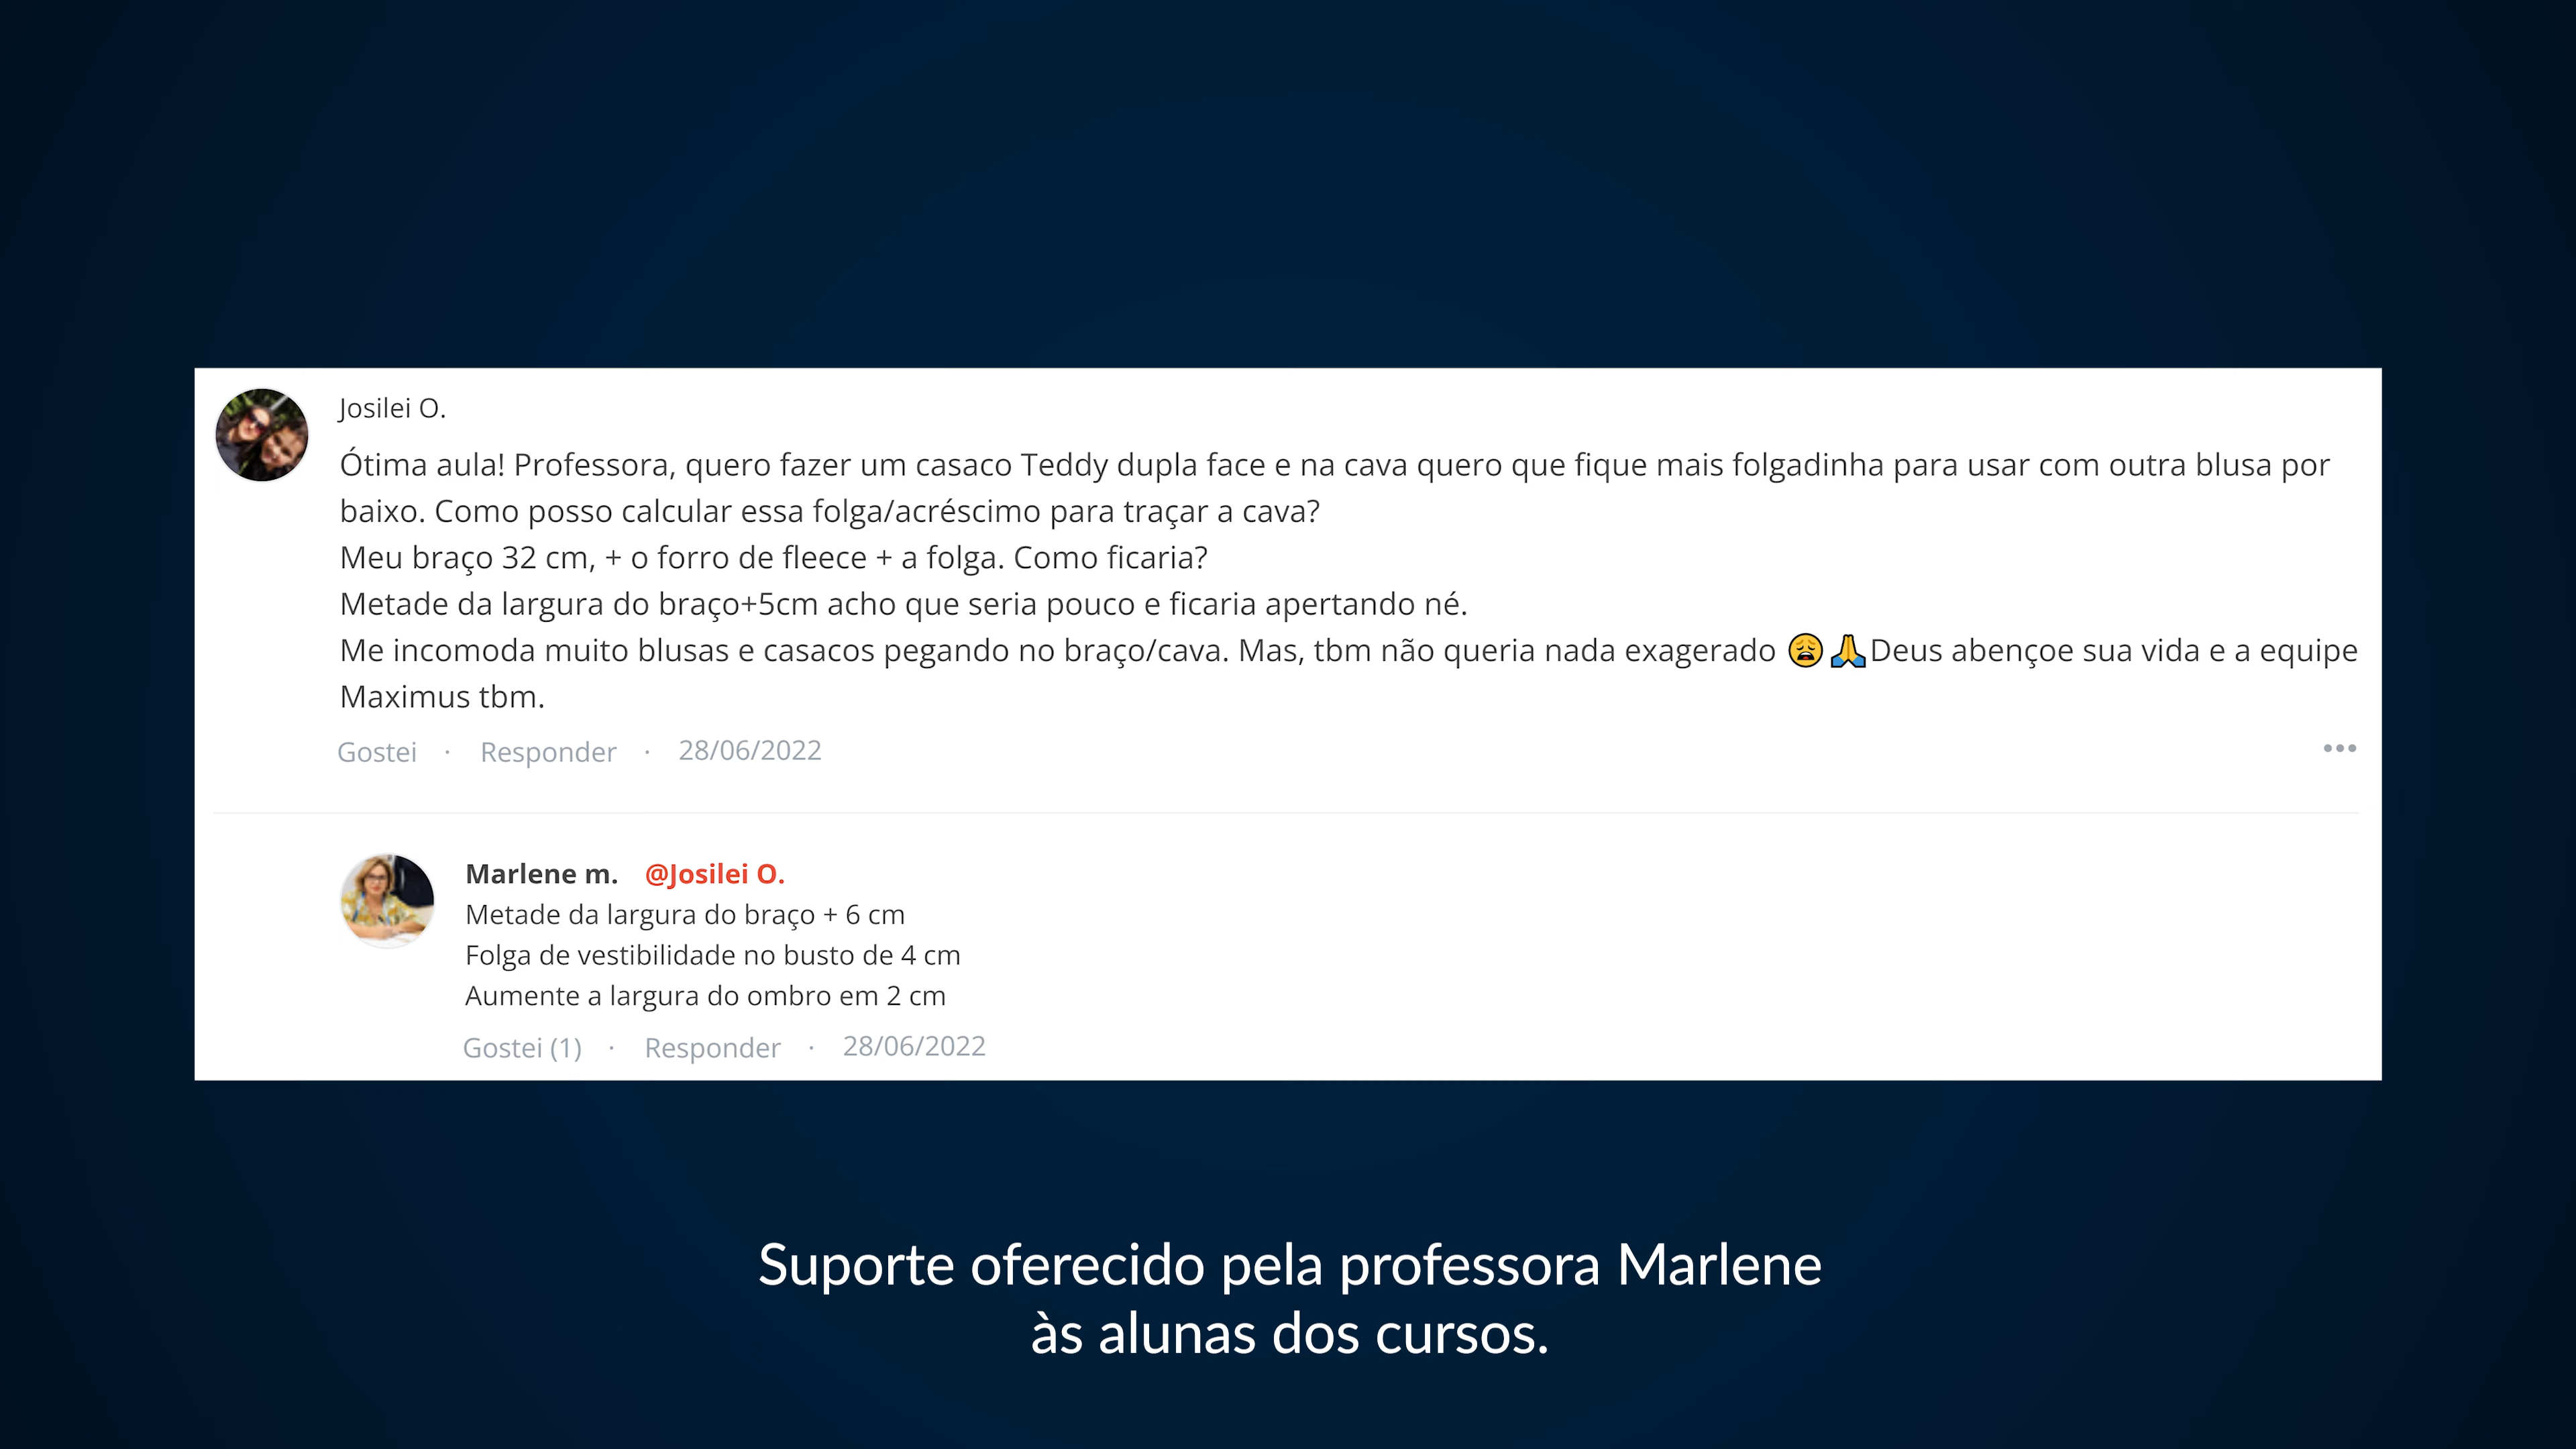 Josilei O.
Ótima aula! Professora, quero fazer um casaco Teddy dupla face e na cava quero que fique mais folgadinha para usar com outra blusa por
baixo. Como posso calcular essa folga/acréscimo para traçar a cava?
Meu braço 32 cm, + o forro de fleece + a folga. Como ficaria?
Metade da largura do braço+5cm acho que seria pouco e ficaria apertando né.
Me incomoda muito blusas e casacos pegando no braço/cava. Mas, tbm não queria nada exagerado 😩🙏Deus abençoe sua vida e a equipe
Maximus tbm.
Gostei · Responder · 28/06/2022
Marlene m. @Josilei O.
Metade da largura do braço + 6 cm
Folga de vestibilidade no busto de 4 cm
Aumente a largura do ombro em 2 cm
Gostei (1) · Responder · 28/06/2022
Suporte oferecido pela professora Marlene
às alunas dos cursos.